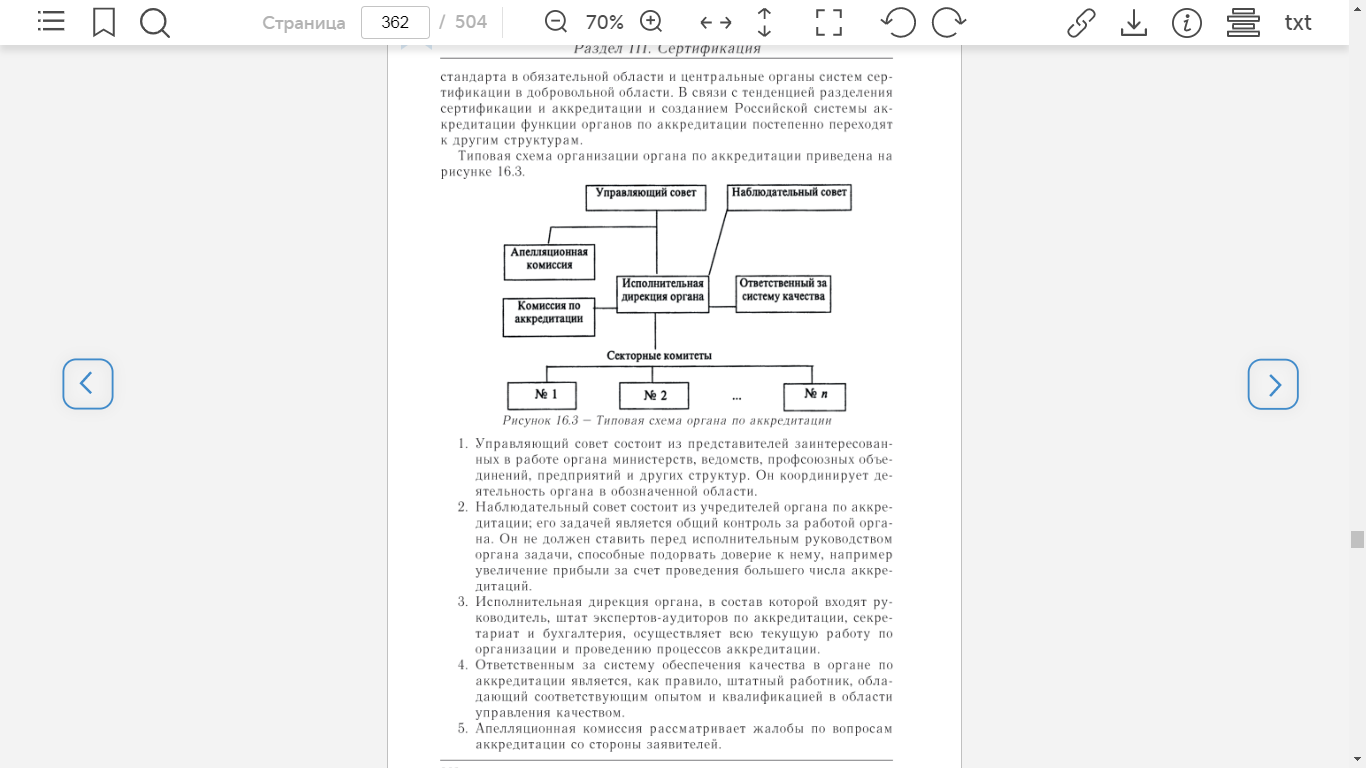 Страница 362 / 504 70% txt
Раздел III. Сертификация
стандарта в обязательной области и центральные органы систем сер-
тификации в добровольной области. В связи с тенденцией разделения
сертификации и аккредитации и созданием Российской системы ак-
кредитации функции органов по аккредитации постепенно переходят
к другим структурам.
Типовая схема организации органа по аккредитации приведена на
рисунке 16.3.
Управляющий совет
Наблюдательный совет
Апелляционная
комиссия
Исполнительная
дирекция органа
Ответственный за
систему качества
Комиссия по
аккредитации
Секторные комитеты
№ 1
№ 2
...
№ n
Рисунок 16.3 — Типовая схема органа по аккредитации
1. Управляющий совет состоит из представителей заинтересован-
ных в работе органа министерств, ведомств, профсоюзных объе-
динений, предприятий и других структур. Он координирует де-
ятельность органа в обозначенной области.
2. Наблюдательный совет состоит из учредителей органа по аккре-
дитации; его задачей является общий контроль за работой орга-
на. Он не должен ставить перед исполнительным руководством
органа задачи, способные подорвать доверие к нему, например
увеличение прибыли за счет проведения большего числа аккре-
дитаций.
3. Исполнительная дирекция органа, в состав которой входят ру-
ководитель, штат экспертов-аудиторов по аккредитации, секре-
тариат и бухгалтерия, осуществляет всю текущую работу по
организации и проведению процессов аккредитации.
4. Ответственным за систему обеспечения качества в органе по
аккредитации является, как правило, штатный работник, обла-
дающий соответствующим опытом и квалификацией в области
управления качеством.
5. Апелляционная комиссия рассматривает жалобы по вопросам
аккредитации со стороны заявителей.